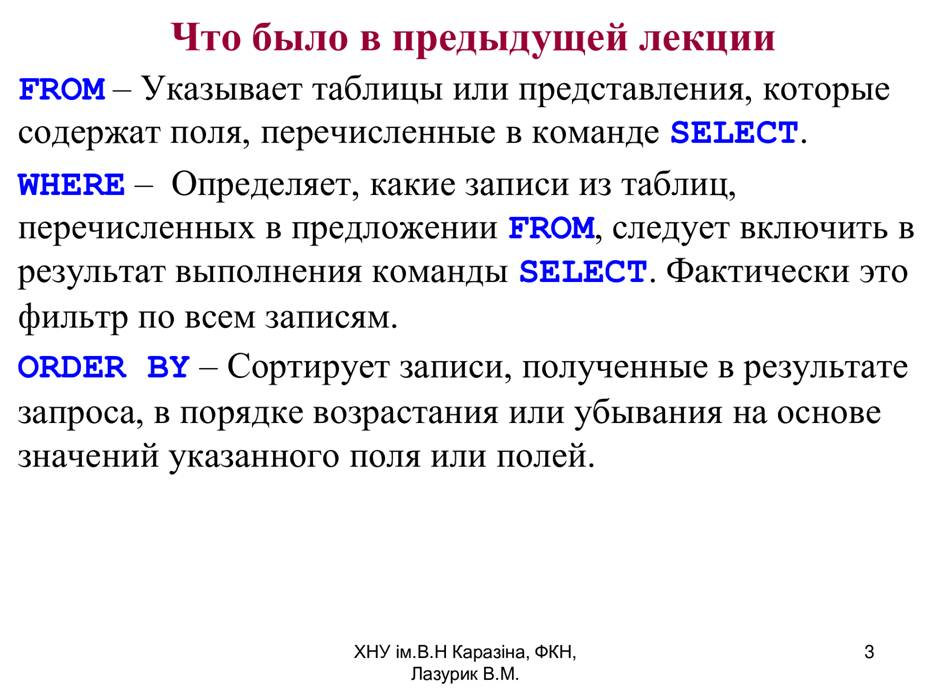 Что было в предыдущей лекции
FROM – Указывает таблицы или представления, которые
содержат поля, перечисленные в команде SELECT.
WHERE – Определяет, какие записи из таблиц,
перечисленных в предложении FROM, следует включить в
результат выполнения команды SELECT. Фактически это
фильтр по всем записям.
ORDER BY – Сортирует записи, полученные в результате
запроса, в порядке возрастания или убывания на основе
значений указанного поля или полей.
ХНУ ім.В.Н Каразіна, ФКН,
Лазурик В.М.
3